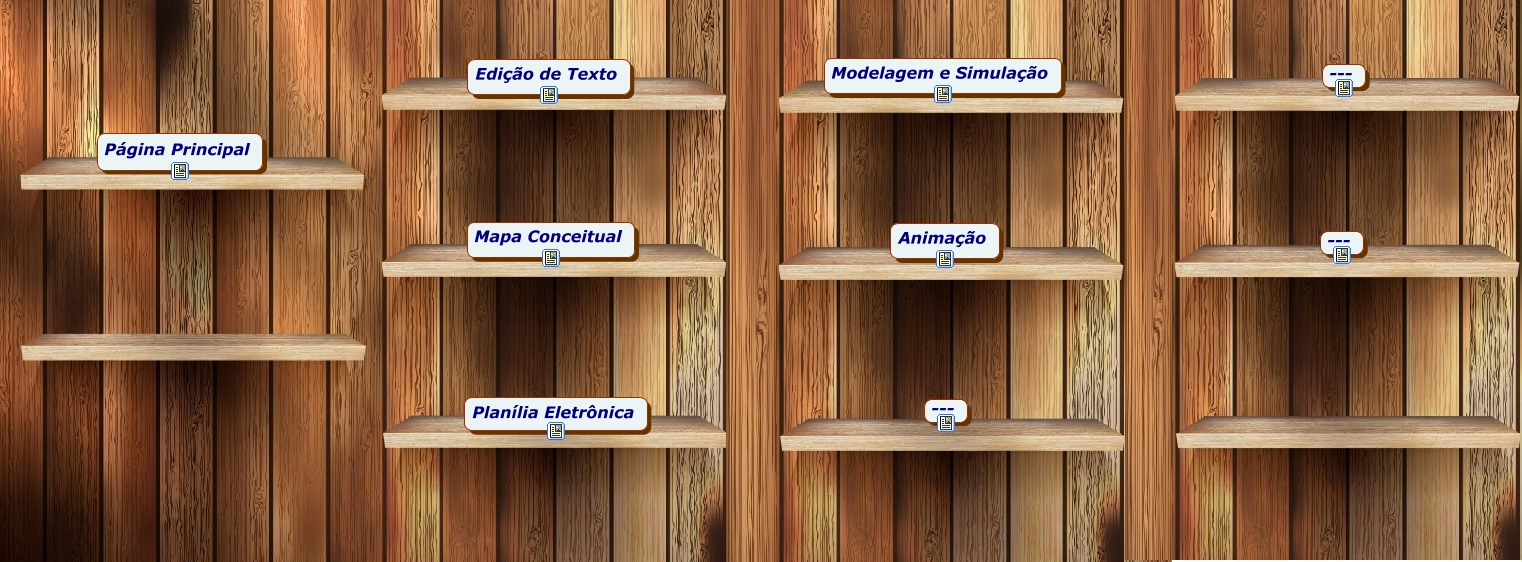 Página Principal
Edição de Texto
Mapa Conceitual
Planília Eletrônica
Modelagem e Simulação
Animação
---
---
---